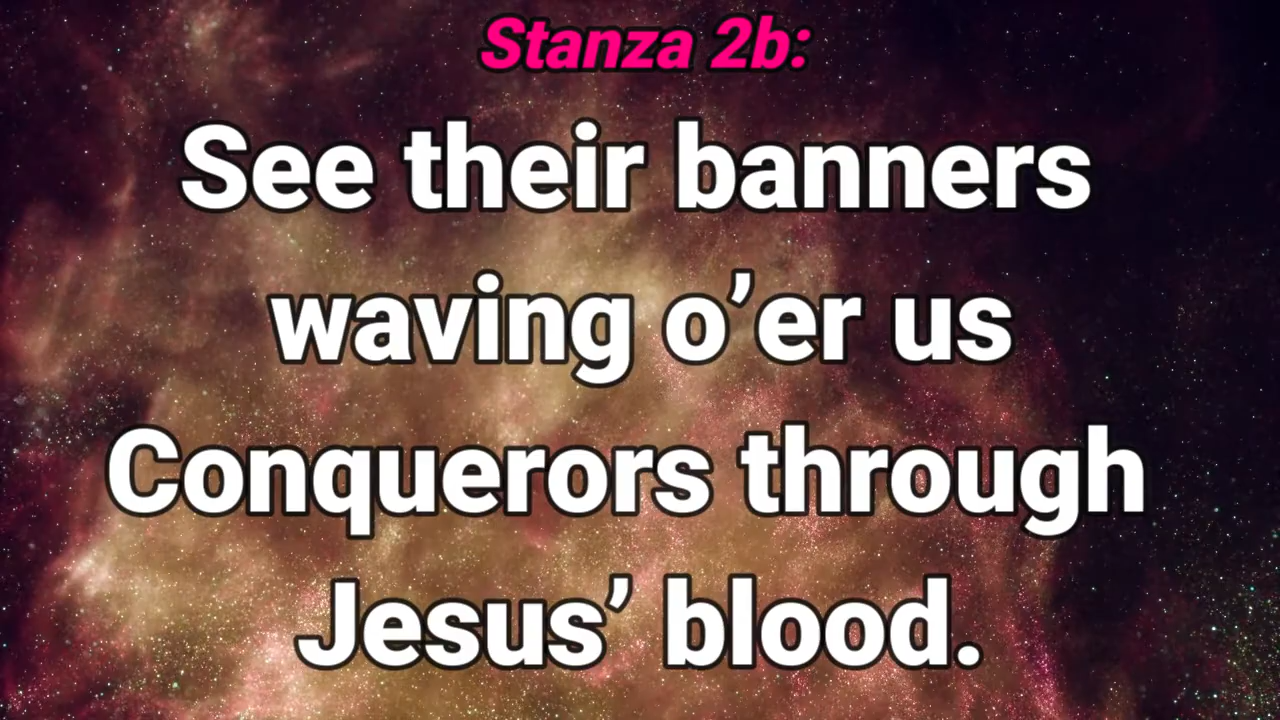 Stanza 2b:
See their banners
waving o’er us
Conquerors through
Jesus’ blood.